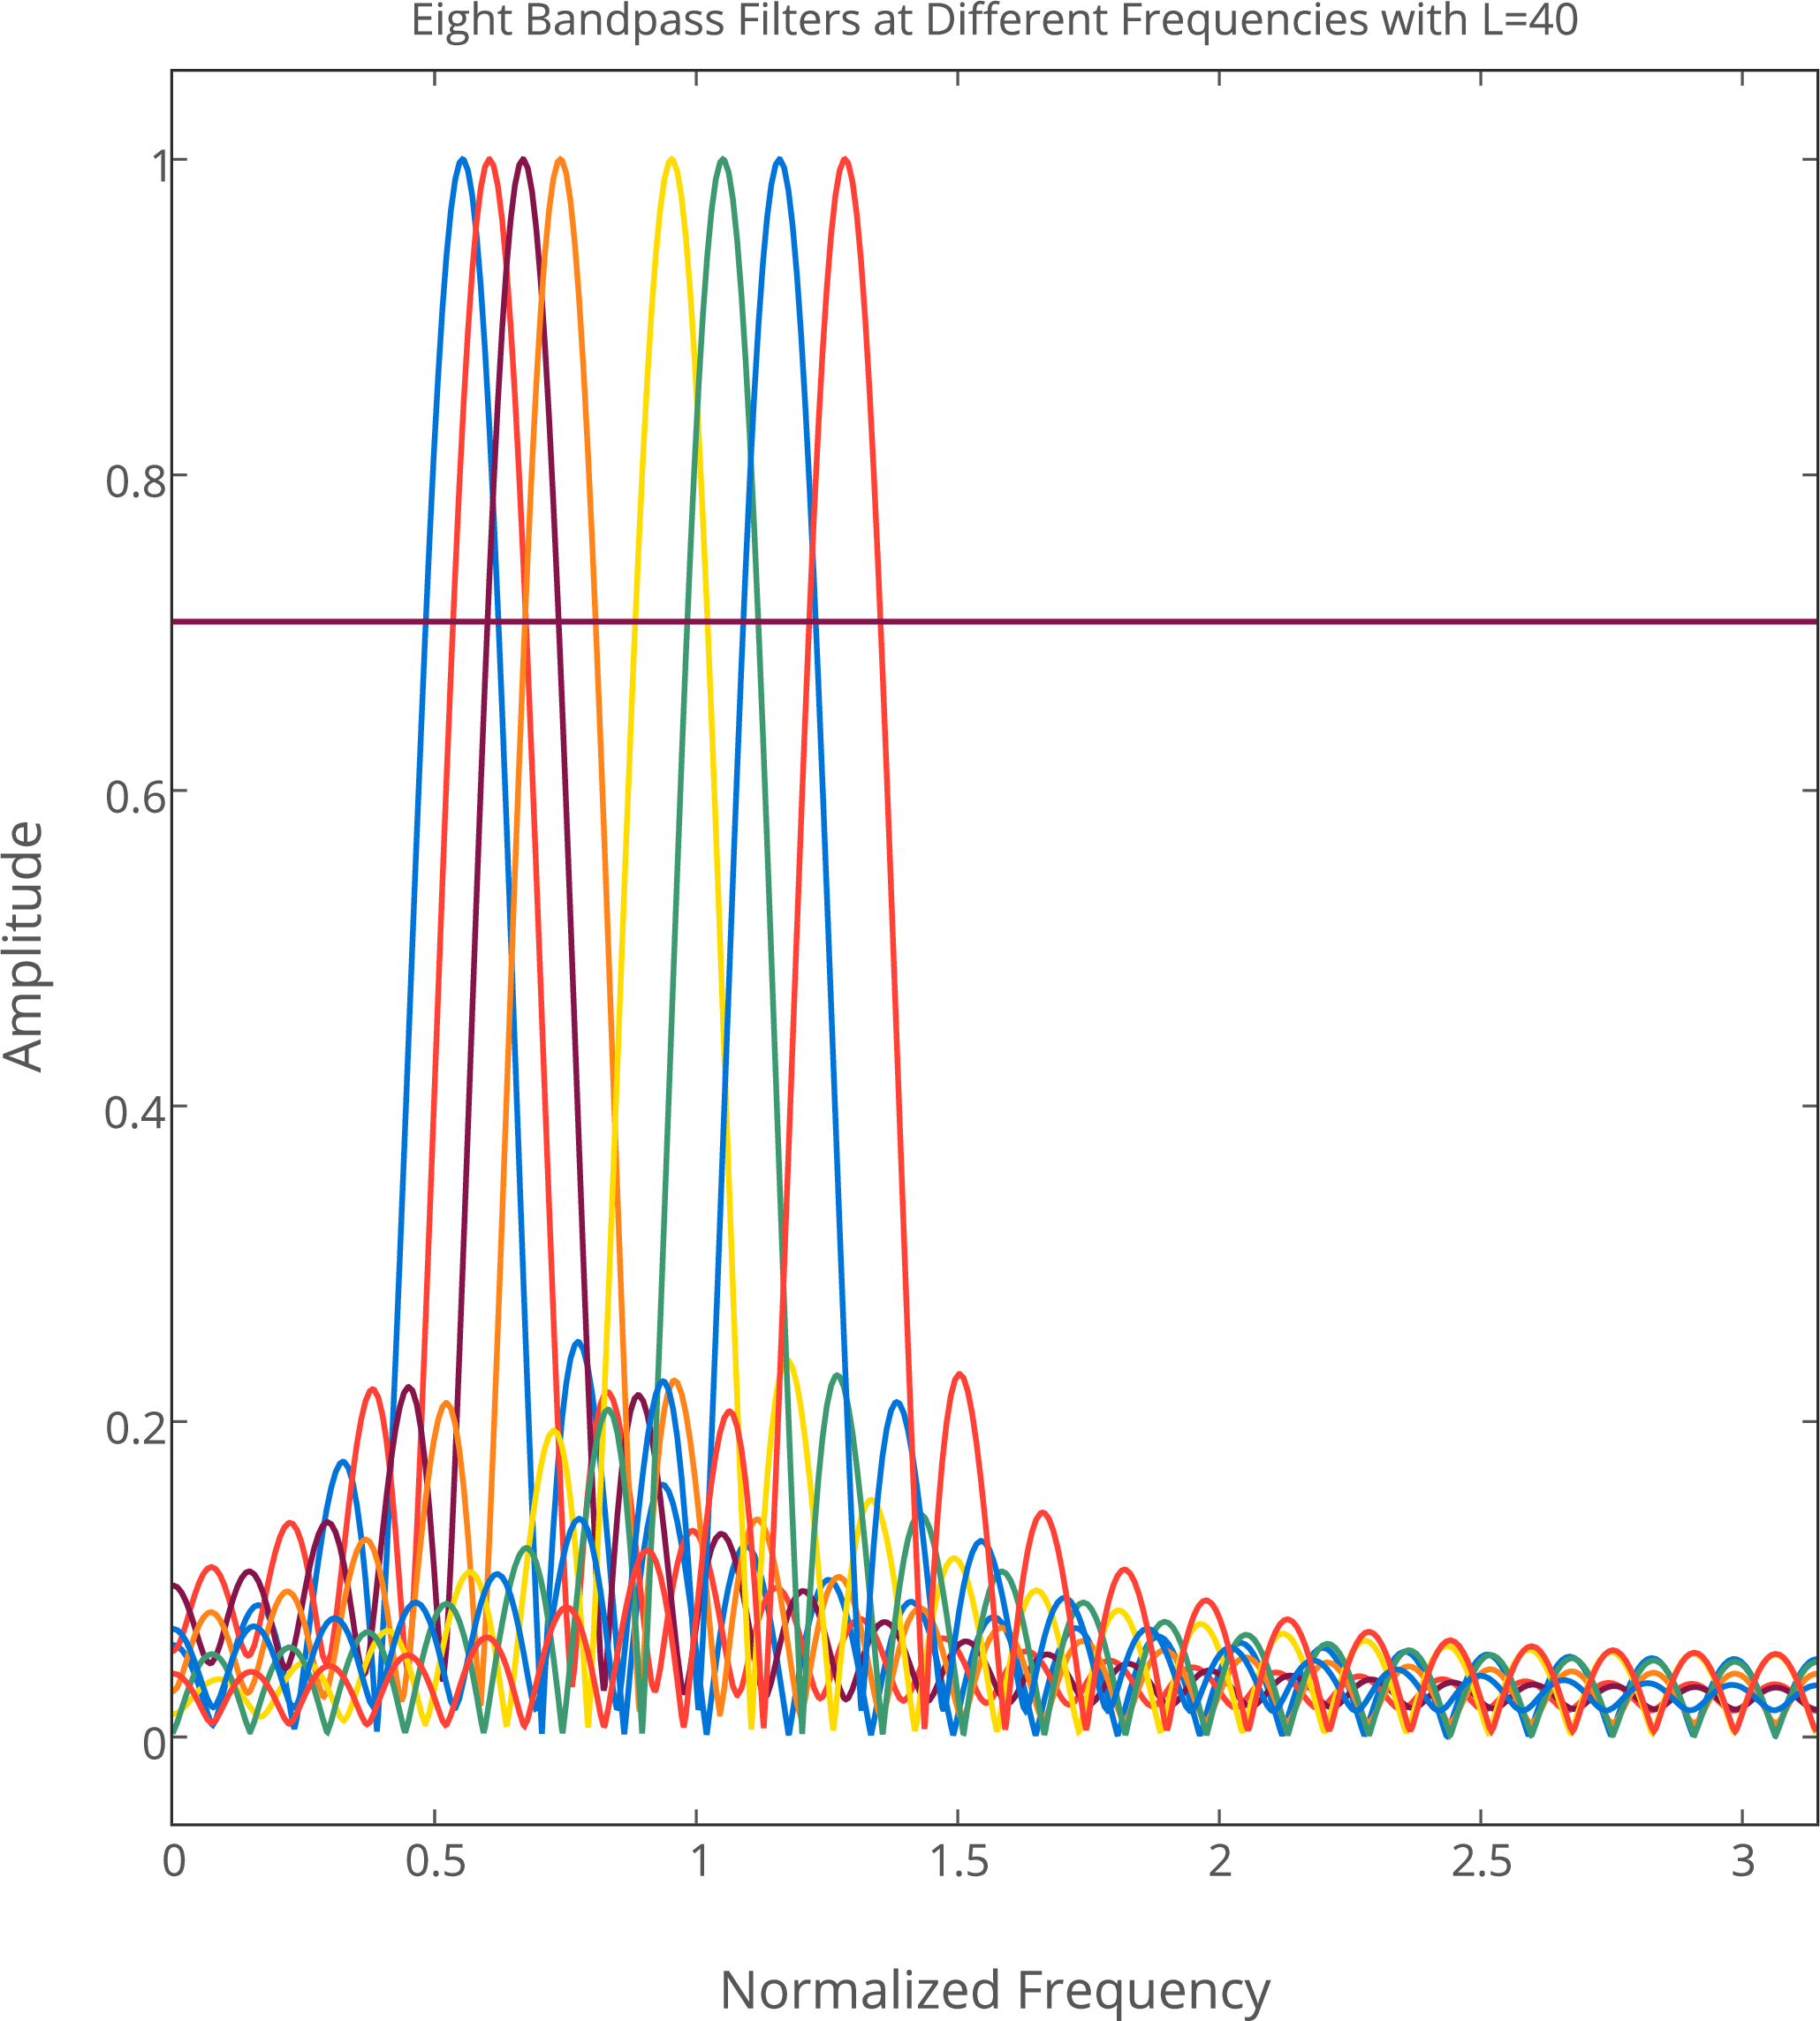 Eight Bandpass Filters at Different Frequencies with L=40
1
0.8
0.6
0.4
0.2
0
Amplitude
0 0.5 1 1.5 2 2.5 3
Normalized Frequency